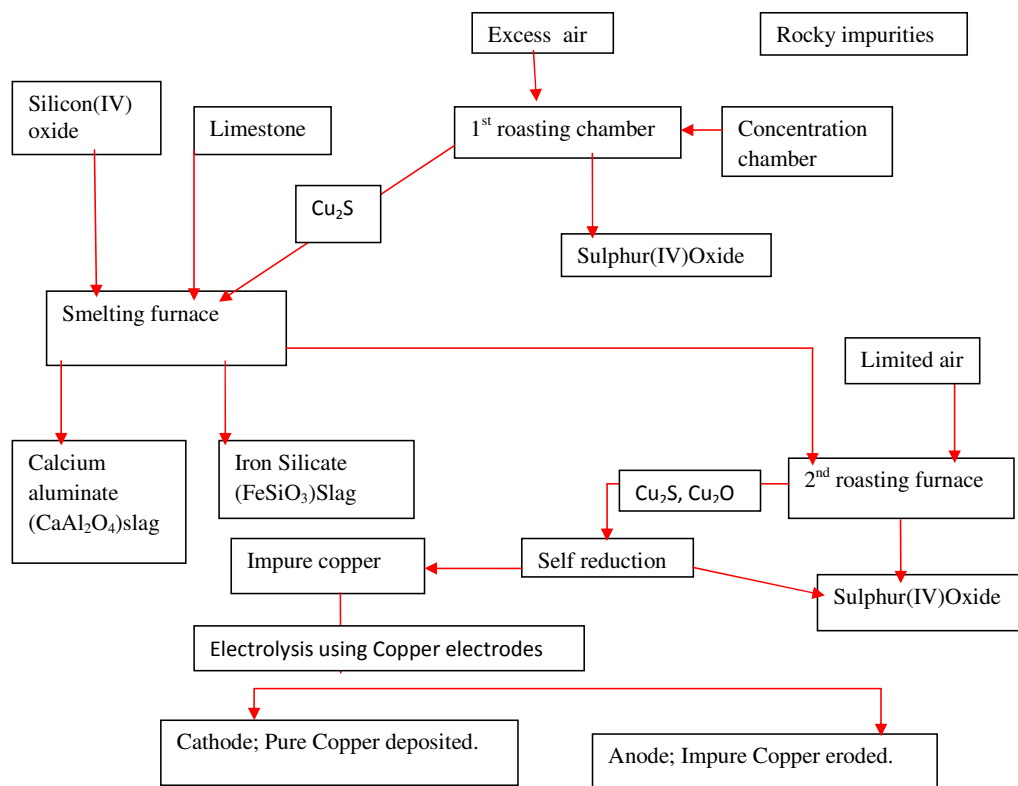 Excess air
Rocky impurities
Silicon(IV)
oxide
Limestone
1st roasting chamber
Concentration
chamber
Cu₂S
Sulphur(IV)Oxide
Smelting furnace
Limited air
Calcium
aluminate
(CaAl₂O₄)slag
Iron Silicate
(FeSiO₃)Slag
2nd roasting furnace
Cu₂S, Cu₂O
Impure copper
Self reduction
Sulphur(IV)Oxide
Electrolysis using Copper electrodes
Cathode; Pure Copper deposited.
Anode; Impure Copper eroded.